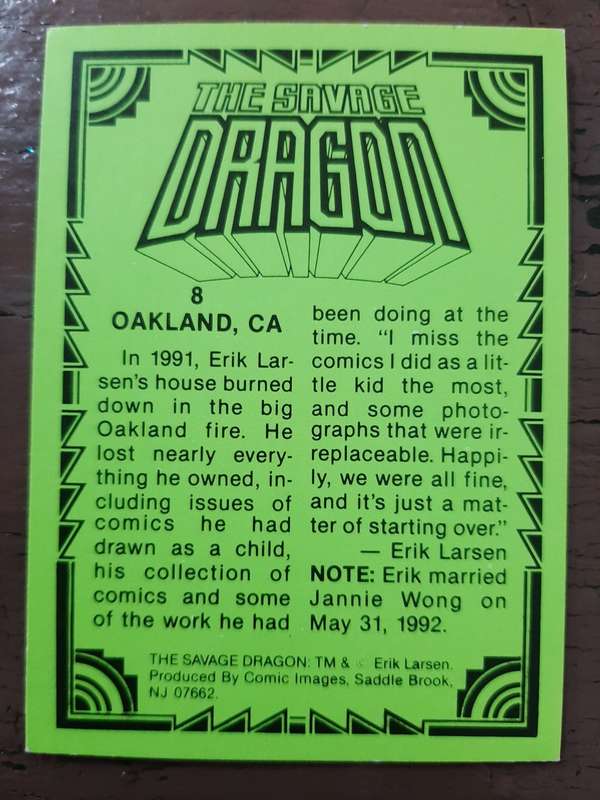 THE SAVAGE
DRAGON
8
OAKLAND, CA
In 1991, Erik Lar-
sen's house burned
down in the big
Oakland fire. He
lost nearly every-
thing he owned, in-
cluding issues of
comics he had
drawn as a child,
his collection of
comics and some
of the work he had
been doing at the
time. “I miss the
comics I did as a lit-
tle kid the most,
and some photo-
graphs that were ir-
replaceable. Happi-
ly, we were all fine,
and it's just a mat-
ter of starting over.”
— Erik Larsen
NOTE: Erik married
Jannie Wong on
May 31, 1992.
THE SAVAGE DRAGON: TM & © Erik Larsen.
Produced By Comic Images, Saddle Brook,
NJ 07662.